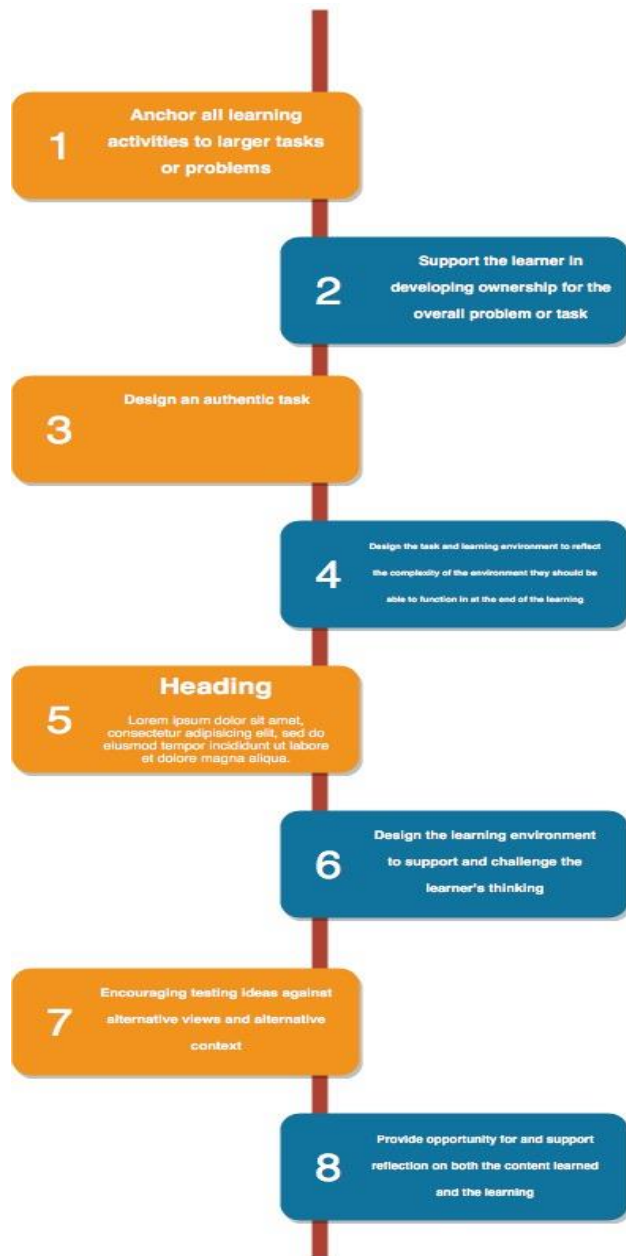 1
Anchor all learning
activities to larger tasks
or problems
2
Support the learner in
developing ownership for the
overall problem or task
3
Design an authentic task
4
Design the task and learning environment to reflect
the complexity of the environment they should be
able to function in at the end of the learning
5
Heading
Lorem ipsum dolor sit amet,
consectetur adipisicing elit, sed do
eiusmod tempor incididunt ut labore
et dolore magna aliqua.
6
Design the learning environment
to support and challenge the
learner's thinking
7
Encouraging testing ideas against
alternative views and alternative
context
8
Provide opportunity for and support
reflection on both the content learned
and the learning